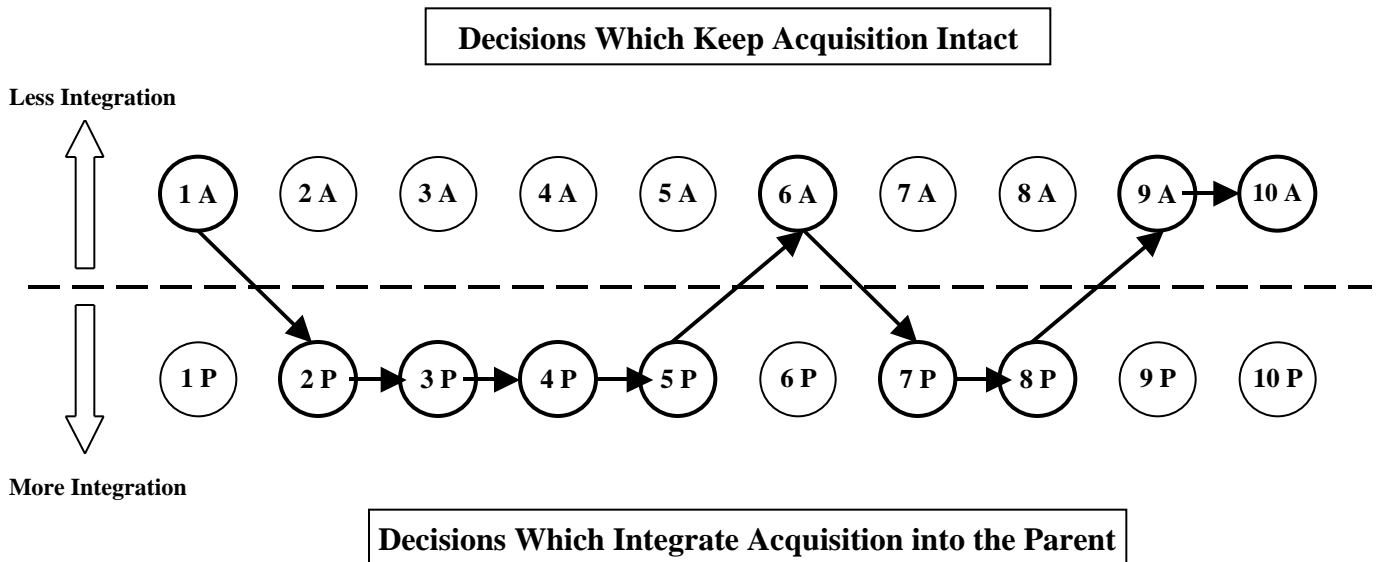 Decisions Which Keep Acquisition Intact
Less Integration
1 A 2 A 3 A 4 A 5 A 6 A 7 A 8 A 9 A 10 A
1 P 2 P 3 P 4 P 5 P 6 P 7 P 8 P 9 P 10 P
More Integration
Decisions Which Integrate Acquisition into the Parent